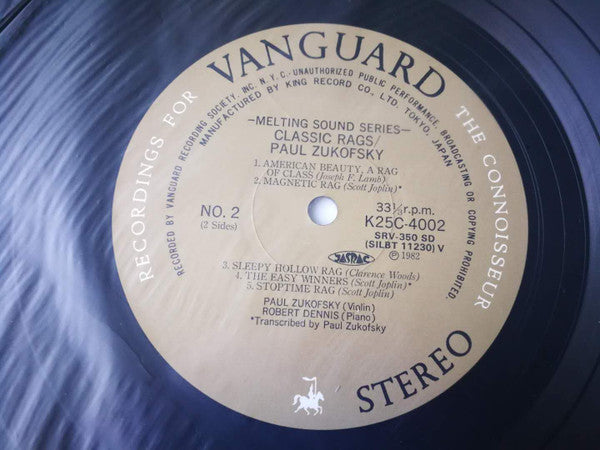 RECORDINGS FOR VANGUARD THE CONNOISSEUR
RECORDED BY VANGUARD RECORDING SOCIETY, INC. N.Y.C.-UNAUTHORIZED PUBLIC PERFORMANCE, BROADCASTING OR COPYING PROHIBITED.
MANUFACTURED BY KING RECORD CO., LTD. TOKYO, JAPAN
—MELTING SOUND SERIES—
CLASSIC RAGS/
PAUL ZUKOFSKY
1. AMERICAN BEAUTY, A RAG
OF CLASS (Joseph F. Lamb)
2. MAGNETIC RAG (Scott Joplin)*
NO. 2
(2 Sides)
33⅓ r.p.m.
K25C-4002
SRV-350 SD
(SILBT 11230) V
JASRAC
Ⓟ 1982
3. SLEEPY HOLLOW RAG (Clarence Woods)
4. THE EASY WINNERS (Scott Joplin)*
5. STOPTIME RAG (Scott Joplin)
PAUL ZUKOFSKY (Violin)
ROBERT DENNIS (Piano)
*Transcribed by Paul Zukofsky
STEREO